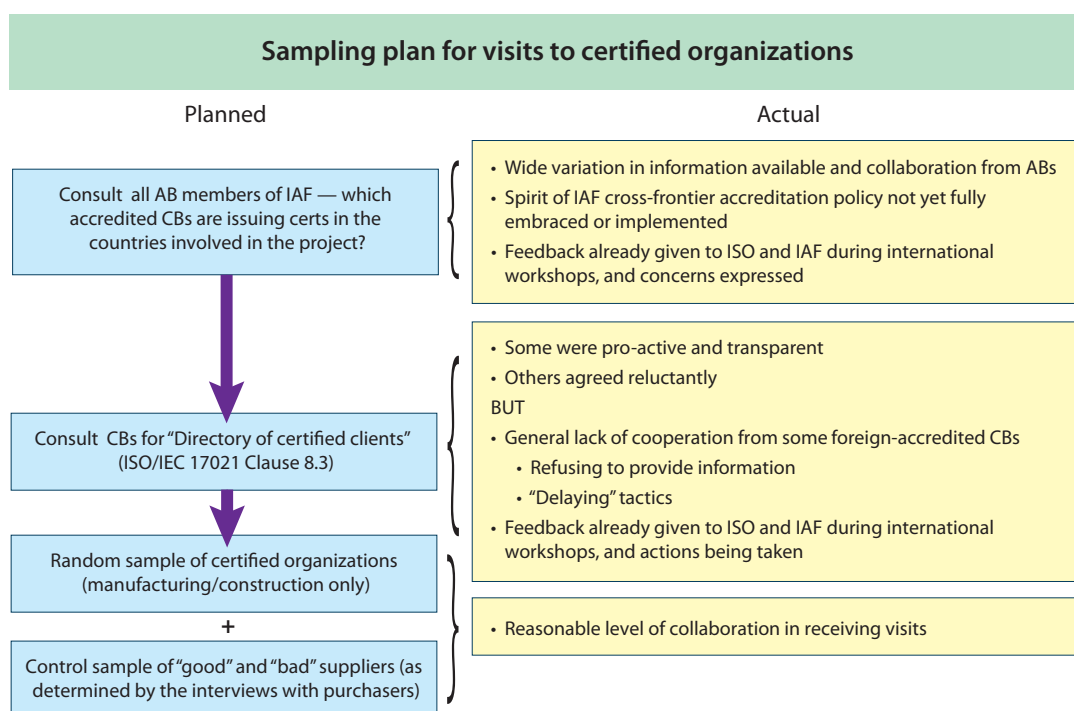 Sampling plan for visits to certified organizations
Planned
Actual
Consult all AB members of IAF — which
accredited CBs are issuing certs in the
countries involved in the project?
• Wide variation in information available and collaboration from ABs
• Spirit of IAF cross-frontier accreditation policy not yet fully
embraced or implemented
• Feedback already given to ISO and IAF during international
workshops, and concerns expressed
Consult CBs for “Directory of certified clients”
(ISO/IEC 17021 Clause 8.3)
• Some were pro-active and transparent
• Others agreed reluctantly
BUT
• General lack of cooperation from some foreign-accredited CBs
• Refusing to provide information
• “Delaying” tactics
• Feedback already given to ISO and IAF during international
workshops, and actions being taken
Random sample of certified organizations
(manufacturing/construction only)
+
Control sample of “good” and “bad” suppliers (as
determined by the interviews with purchasers)
• Reasonable level of collaboration in receiving visits